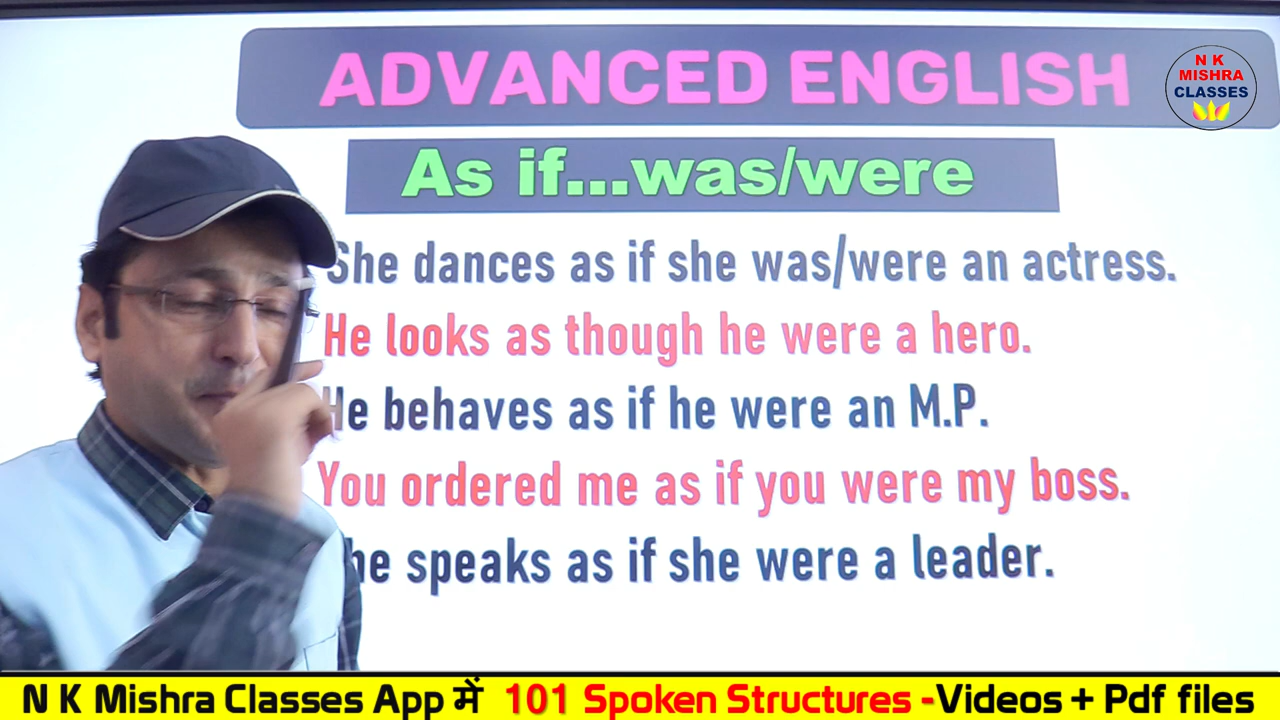 ADVANCED ENGLISH
N K
MISHRA
CLASSES
As if...was/were
She dances as if she was/were an actress.
He looks as though he were a hero.
He behaves as if he were an M.P.
You ordered me as if you were my boss.
he speaks as if she were a leader.
N K Mishra Classes App में 101 Spoken Structures -Videos + Pdf files